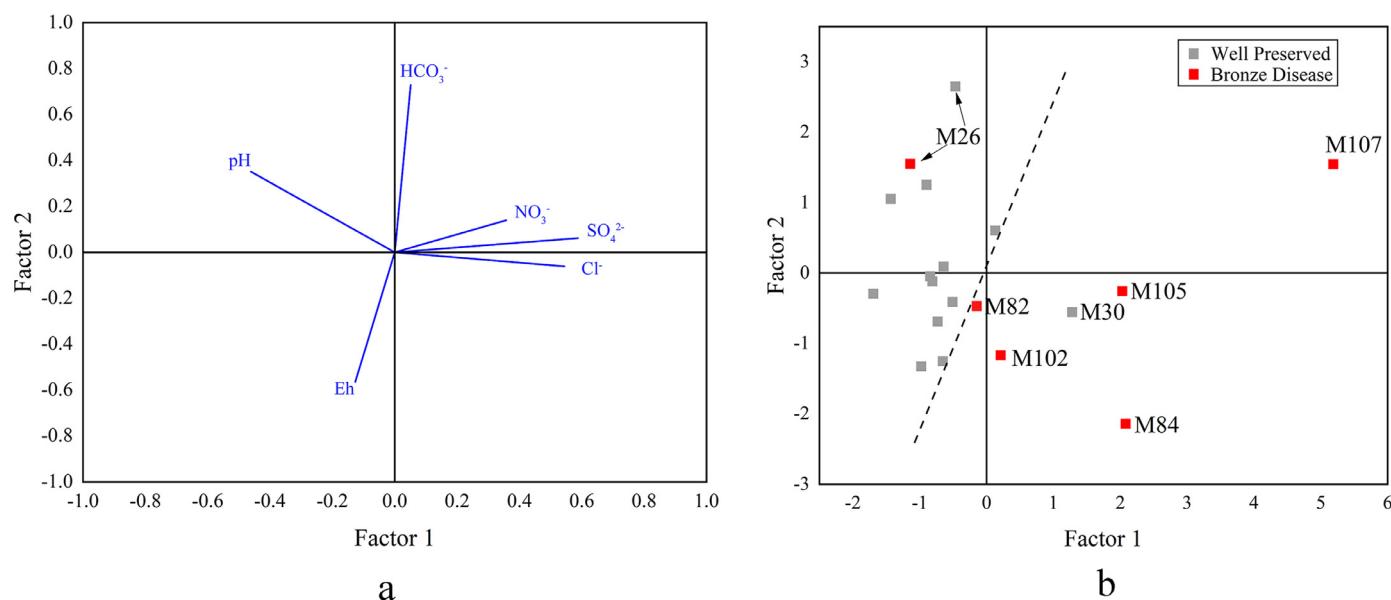 1.0
0.8
0.6
0.4
0.2
0.0
-0.2
-0.4
-0.6
-0.8
-1.0
-1.0 -0.8 -0.6 -0.4 -0.2 0.0 0.2 0.4 0.6 0.8 1.0
Factor 2
Factor 1
HCO₃⁻
pH
NO₃⁻
SO₄²⁻
Cl⁻
Eh
a
3
2
1
0
-1
-2
-3
-2 -1 0 1 2 3 4 5 6
Factor 2
Factor 1
Well Preserved
Bronze Disease
M26
M107
M105
M82
M30
M102
M84
b